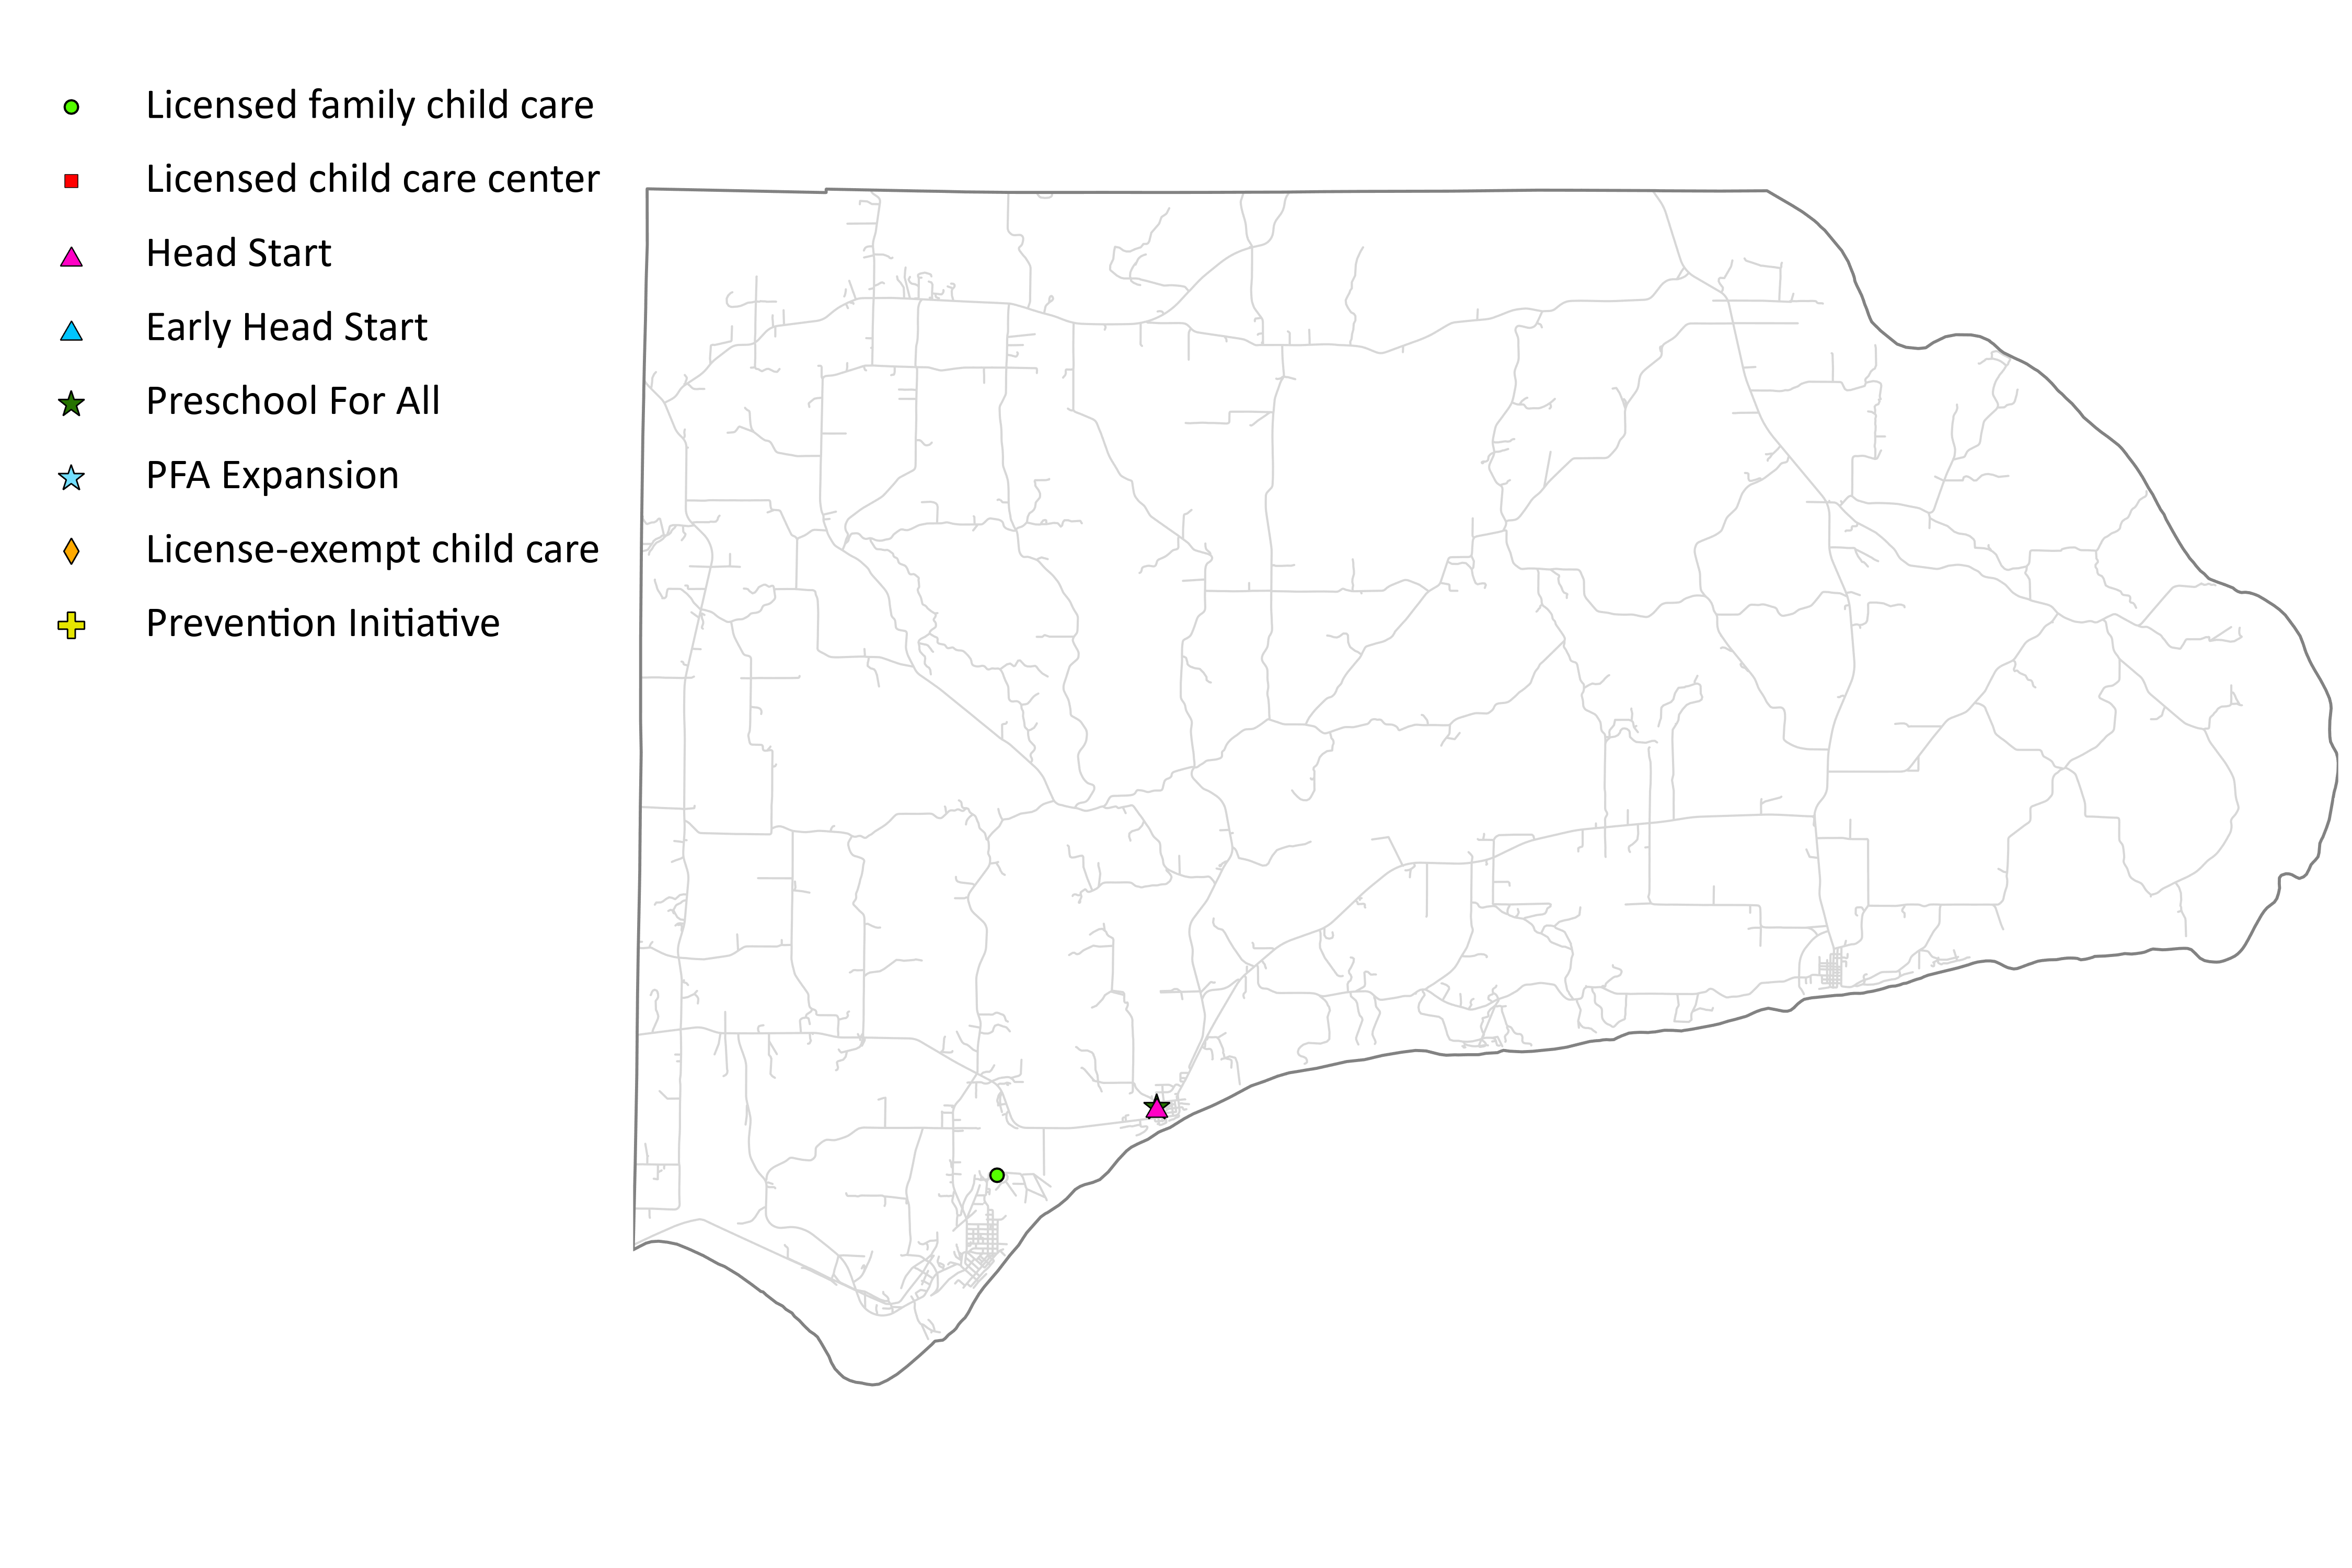 Licensed family child care
Licensed child care center
Head Start
Early Head Start
Preschool For All
PFA Expansion
License-exempt child care
Prevention Initiative